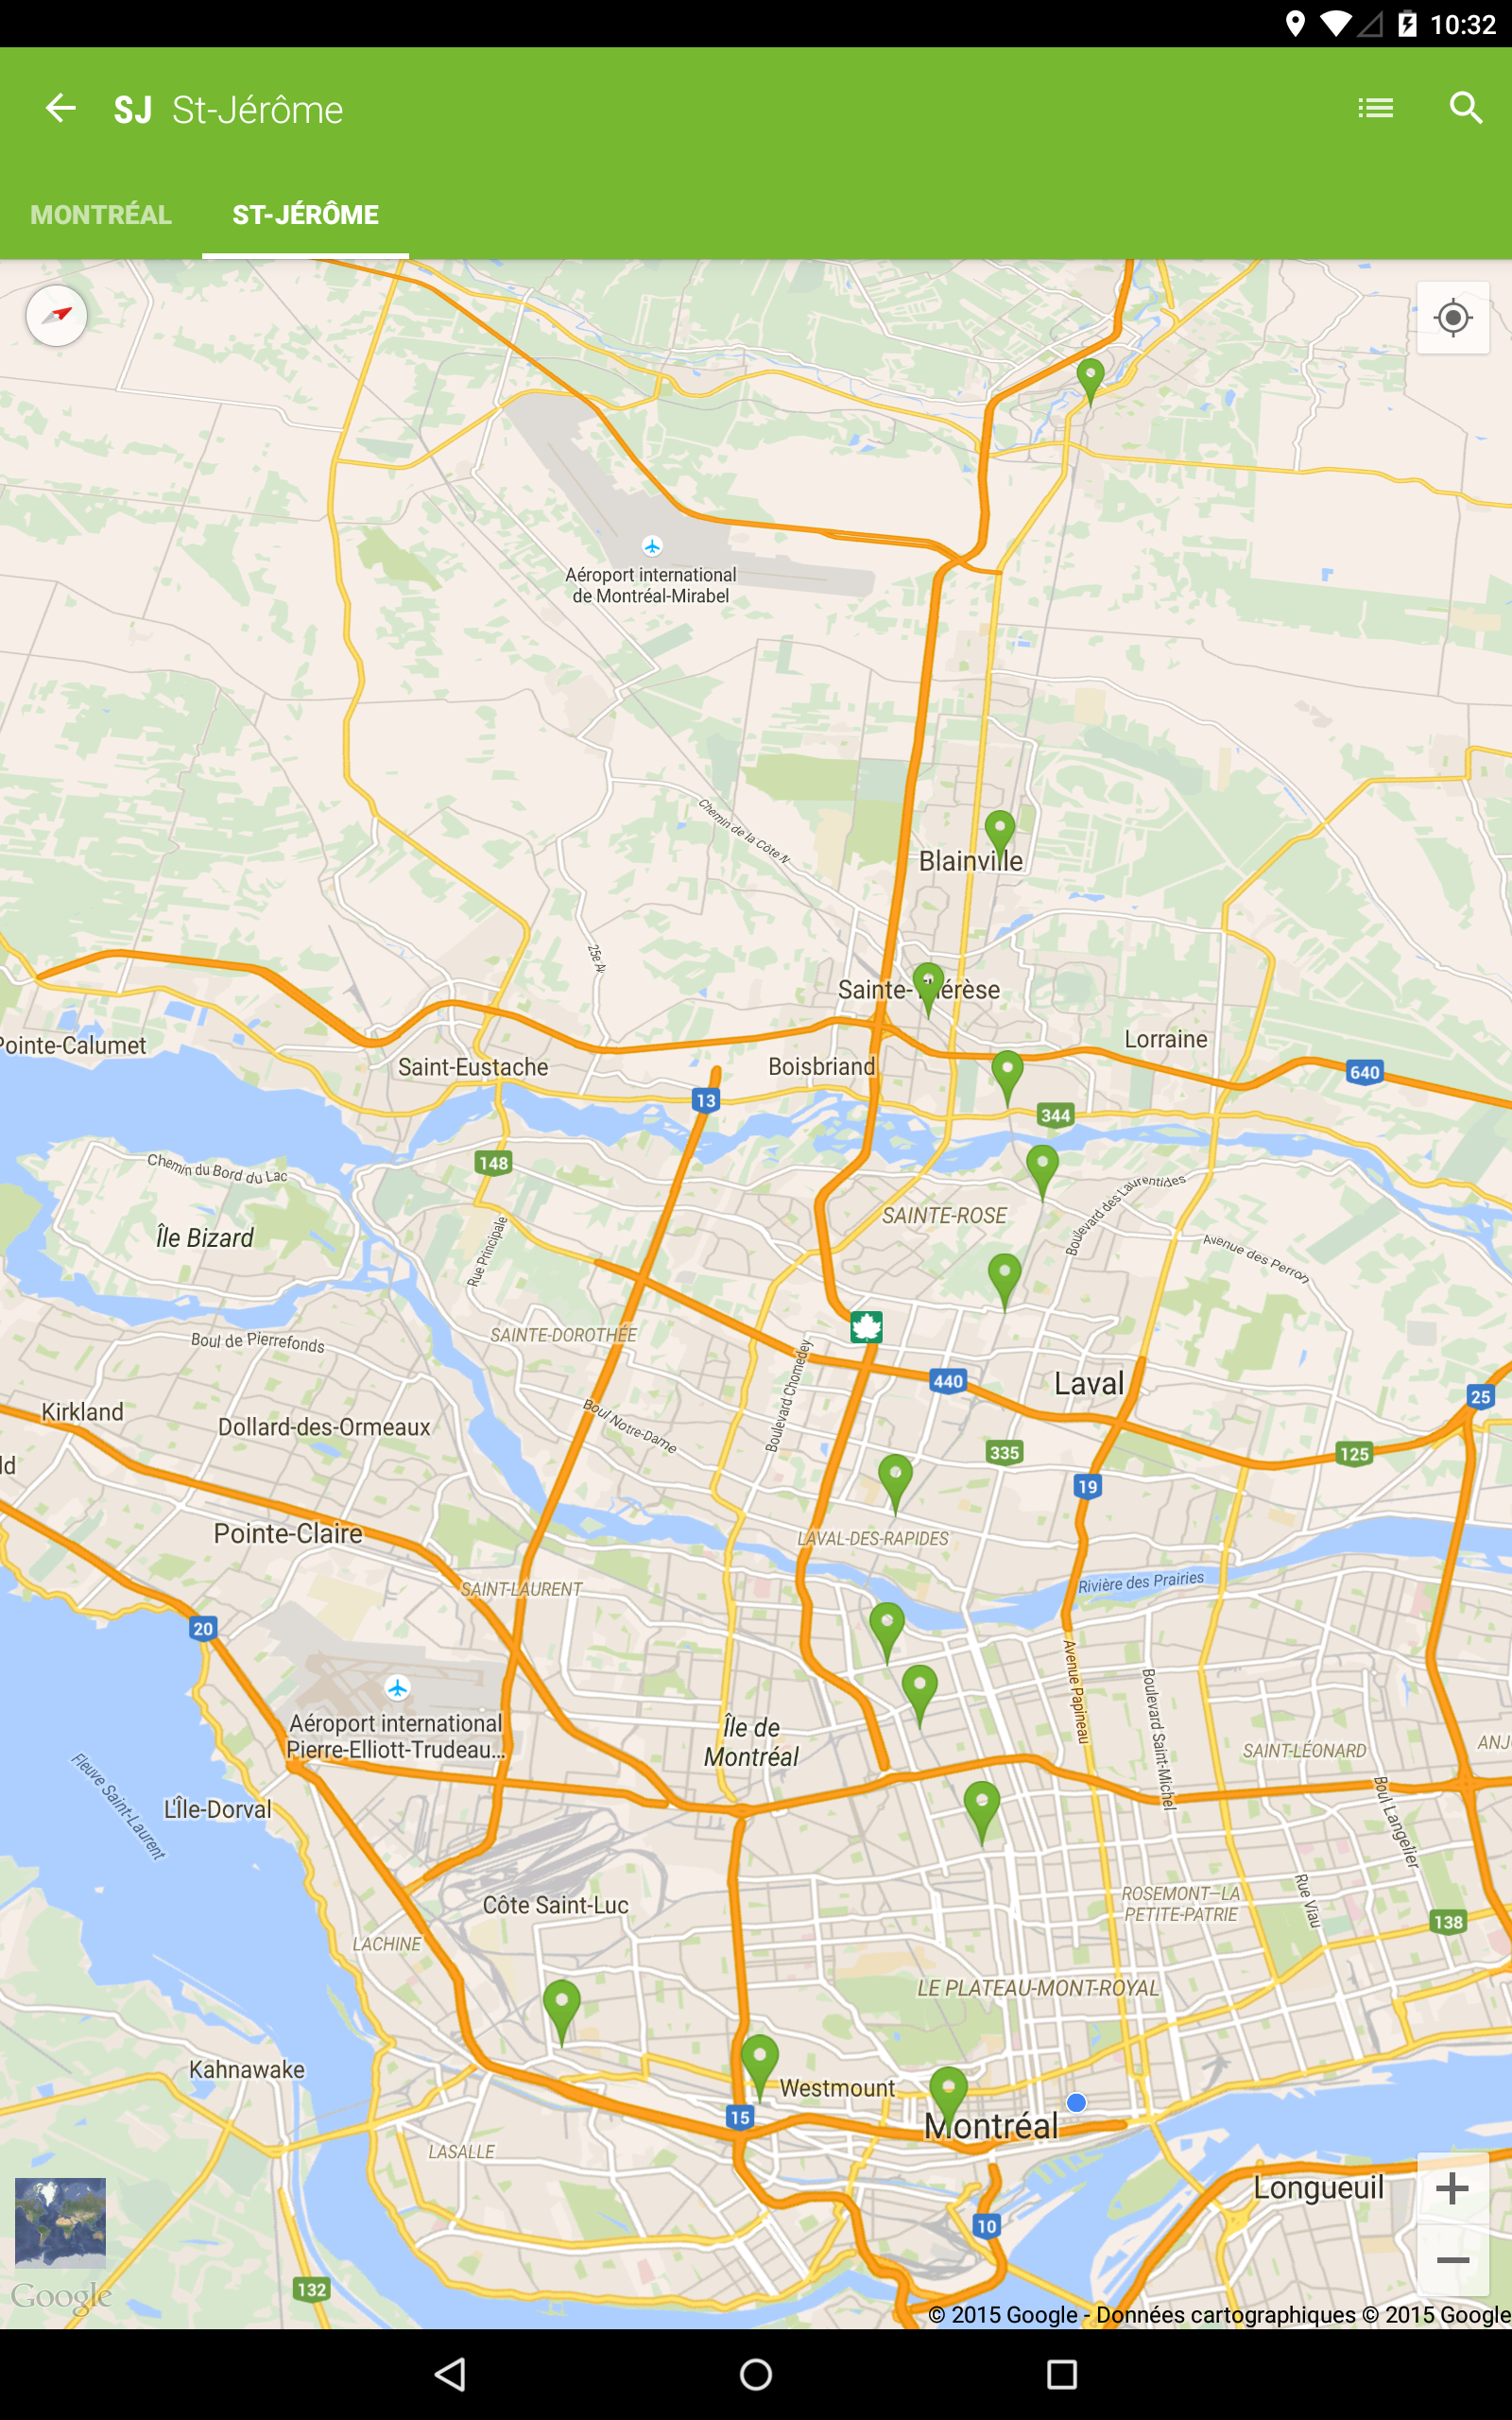 10:32
SJ St-Jérôme
MONTRÉAL ST-JÉRÔME
Aéroport international
de Montréal-Mirabel
Chemin de la Côte N
Blainville
25e Av
Sainte-Thérèse
Pointe-Calumet
Saint-Eustache
Boisbriand
Lorraine
640
13
344
148
Chemin du Bord du Lac
Île Bizard
Rue Principale
SAINTE-ROSE
Boulevard des Laurentides
Avenue des Perron
Boul de Pierrefonds
SAINTE-DOROTHÉE
Boulevard Chomedey
440
Laval
25
Kirkland
Dollard-des-Ormeaux
Boul Notre-Dame
335
125
ld
19
Pointe-Claire
LAVAL-DES-RAPIDES
SAINT-LAURENT
Rivière des Prairies
20
Avenue Papineau
Boulevard Saint-Michel
Aéroport international
Pierre-Elliott-Trudeau...
Île de
Montréal
SAINT-LÉONARD
ANJ
Fleuve Saint-Laurent
L'Île-Dorval
Boul Langelier
Côte Saint-Luc
Rue Viau
ROSEMONT—LA
PETITE-PATRIE
138
LACHINE
LE PLATEAU-MONT-ROYAL
Kahnawake
Westmount
15
Montréal
LASALLE
Longueuil
10
132
Google
© 2015 Google - Données cartographiques © 2015 Google